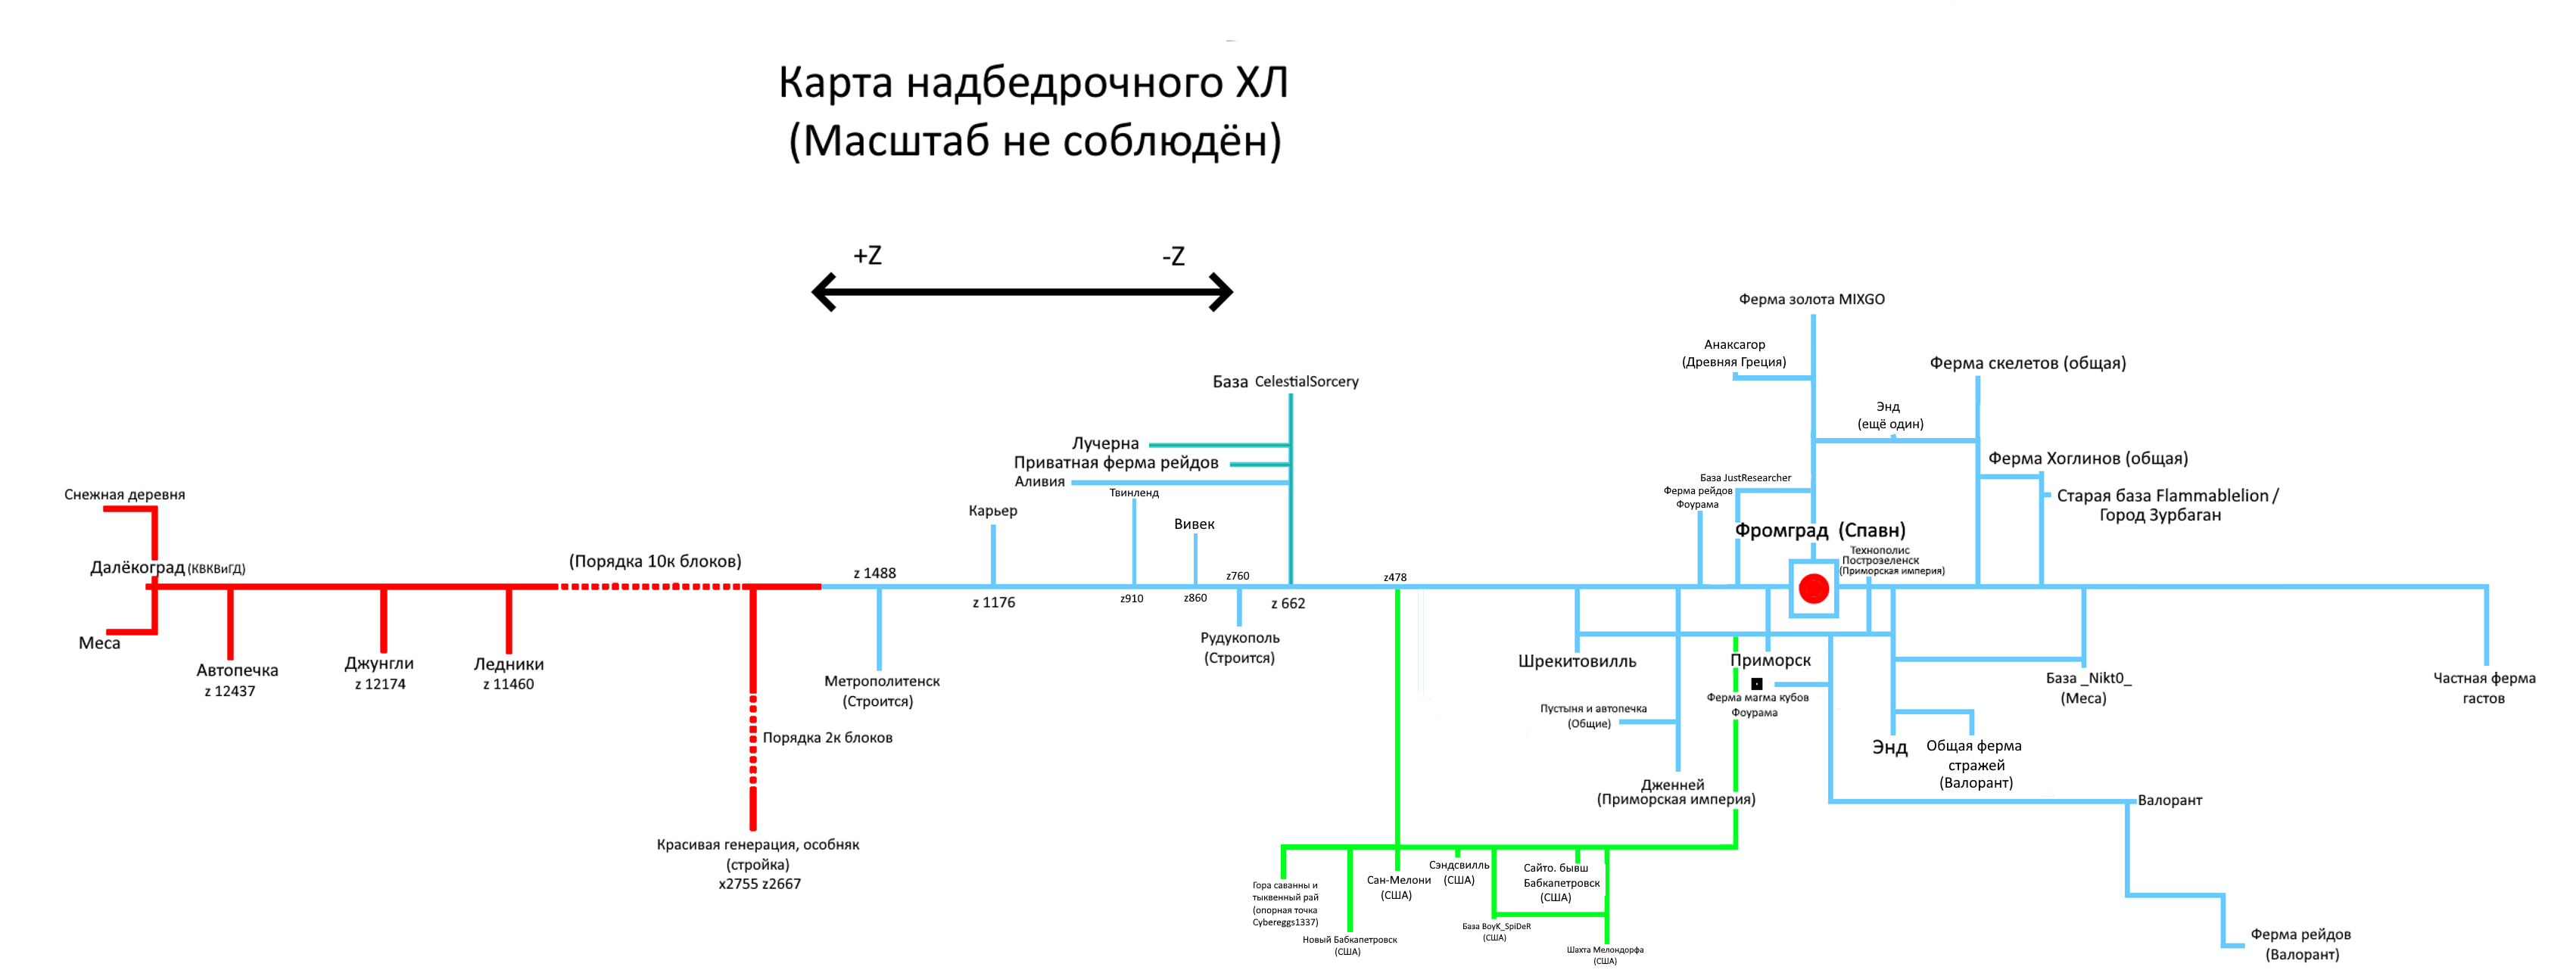 Карта надбедрочного ХЛ
(Масштаб не соблюдён)
+Z
-Z
Ферма золота MIXGO
Анаксагор
(Древняя Греция)
Ферма скелетов (общая)
База CelestialSorcery
Энд
(ещё один)
Лучерна
Приватная ферма рейдов
Аливия
Твинленд
Ферма Хоглинов (общая)
База JustResearcher
Ферма рейдов
Фоурама
Старая база Flammablelion /
Город Зурбаган
Снежная деревня
Карьер
Вивек
Фромград (Спавн)
Технополис
Построзеленск
(Приморская империя)
Далёкоград (КВКВиГД)
(Порядка 10к блоков)
z 1488
z 1176
z910
z860
z760
z 662
z478
Меса
Автопечка
z 12437
Джунгли
z 12174
Ледники
z 11460
Метрополитенск
(Строится)
Рудукополь
(Строится)
Шрекитовилль
Приморск
Ферма магма кубов
Фоурама
Пустыня и автопечка
(Общие)
База _Nikt0_
(Меса)
Частная ферма
гастов
Порядка 2к блоков
Энд
Общая ферма
стражей
(Валорант)
Дженней
(Приморская империя)
Валорант
Красивая генерация, особняк
(стройка)
x2755 z2667
Гора саванны и
тыквенный рай
(опорная точка
Cybereggs1337)
Новый Бабкапетровск
(США)
Сан-Мелони
(США)
Сэндсвилль
(США)
База BoyK_SpiDeR
(США)
Сайто. бывш
Бабкапетровск
(США)
Шахта Мелондорфа
(США)
Ферма рейдов
(Валорант)